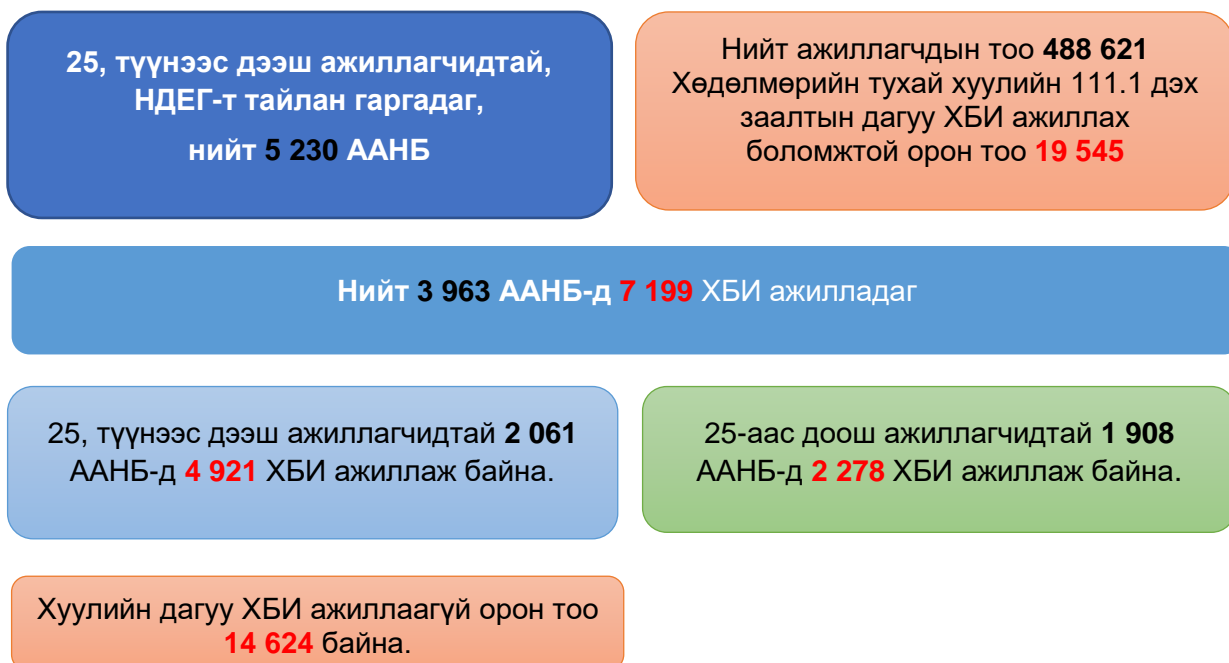 25, түүнээс дээш ажиллагчидтай,
НДЕГ-т тайлан гаргадаг,
нийт 5 230 ААНБ
Нийт ажиллагчдын тоо 488 621
Хөдөлмөрийн тухай хуулийн 111.1 дэх
заалтын дагуу ХБИ ажиллах
боломжтой орон тоо 19 545
Нийт 3 963 ААНБ-д 7 199 ХБИ ажилладаг
25, түүнээс дээш ажиллагчидтай 2 061
ААНБ-д 4 921 ХБИ ажиллаж байна.
25-аас доош ажиллагчидтай 1 908
ААНБ-д 2 278 ХБИ ажиллаж байна.
Хуулийн дагуу ХБИ ажиллаагүй орон тоо
14 624 байна.